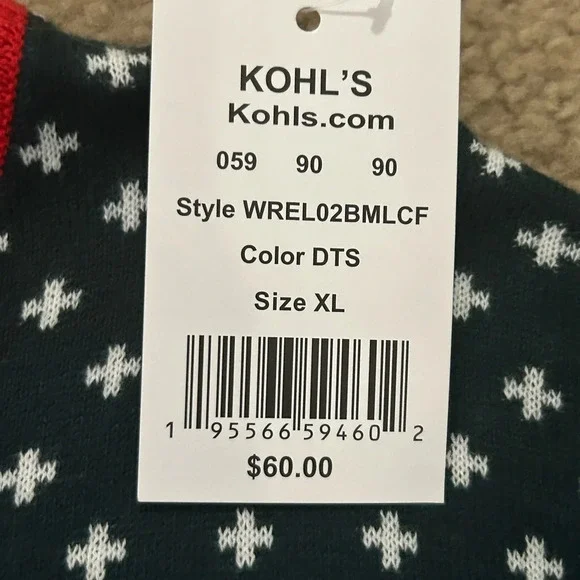 KOHL'S
Kohls.com
059 90 90
Style WREL02BMLCF
Color DTS
Size XL
1 95566 59460 2
$60.00